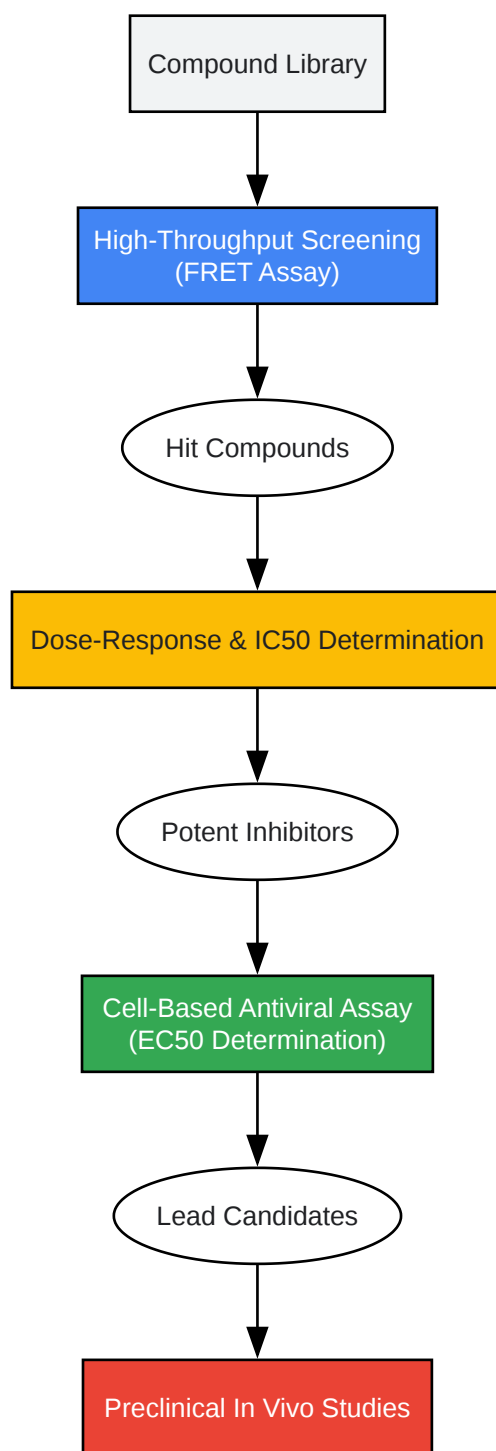 Compound Library
High-Throughput Screening
(FRET Assay)
Hit Compounds
Dose-Response & IC50 Determination
Potent Inhibitors
Cell-Based Antiviral Assay
(EC50 Determination)
Lead Candidates
Preclinical In Vivo Studies